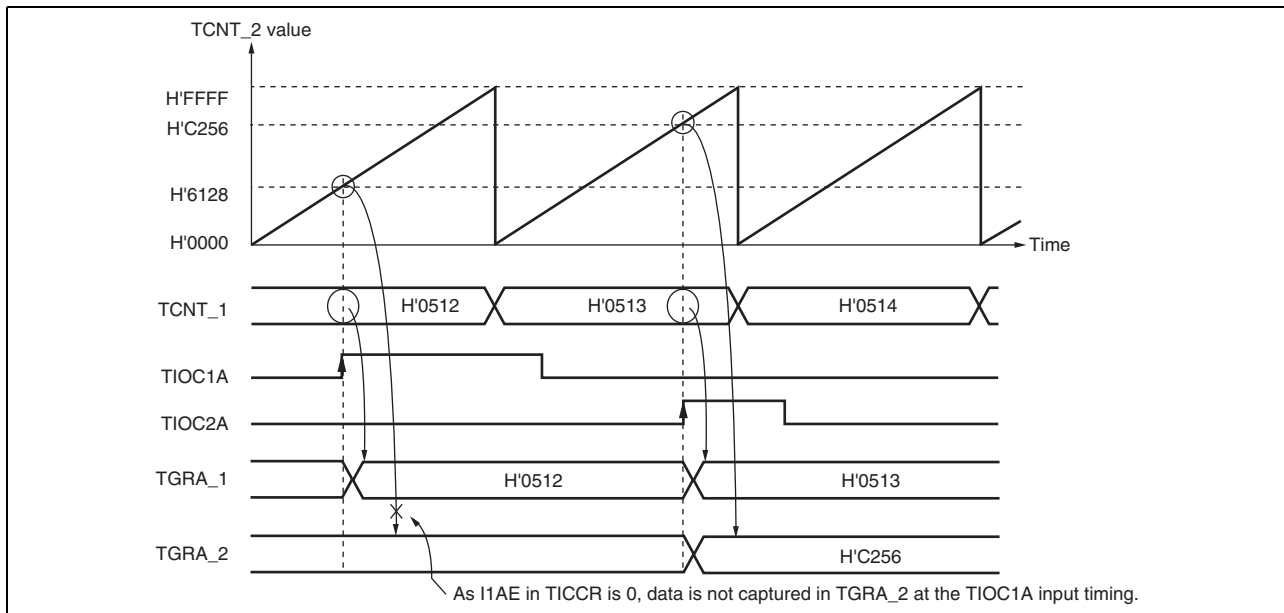 TCNT_2 value
H'FFFF
H'C256
H'6128
H'0000
Time
TCNT_1
H'0512
H'0513
H'0514
TIOC1A
TIOC2A
TGRA_1
H'0512
H'0513
TGRA_2
H'C256
As I1AE in TICCR is 0, data is not captured in TGRA_2 at the TIOC1A input timing.